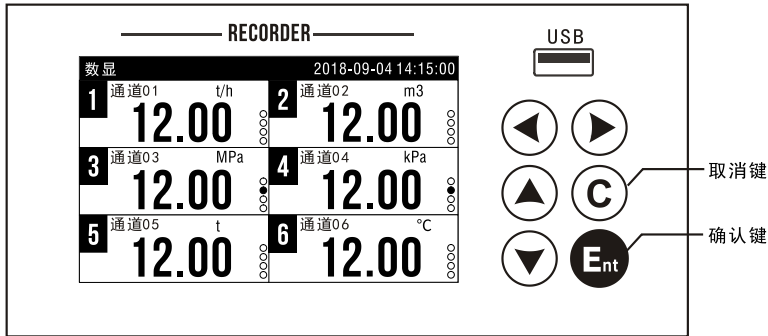 RECORDER
USB
数显 2018-09-04 14:15:00
1 通道01 t/h 12.00
2 通道02 m3 12.00
3 通道03 MPa 12.00
4 通道04 kPa 12.00
5 通道05 t 12.00
6 通道06 °C 12.00
C
取消键
Ent
确认键